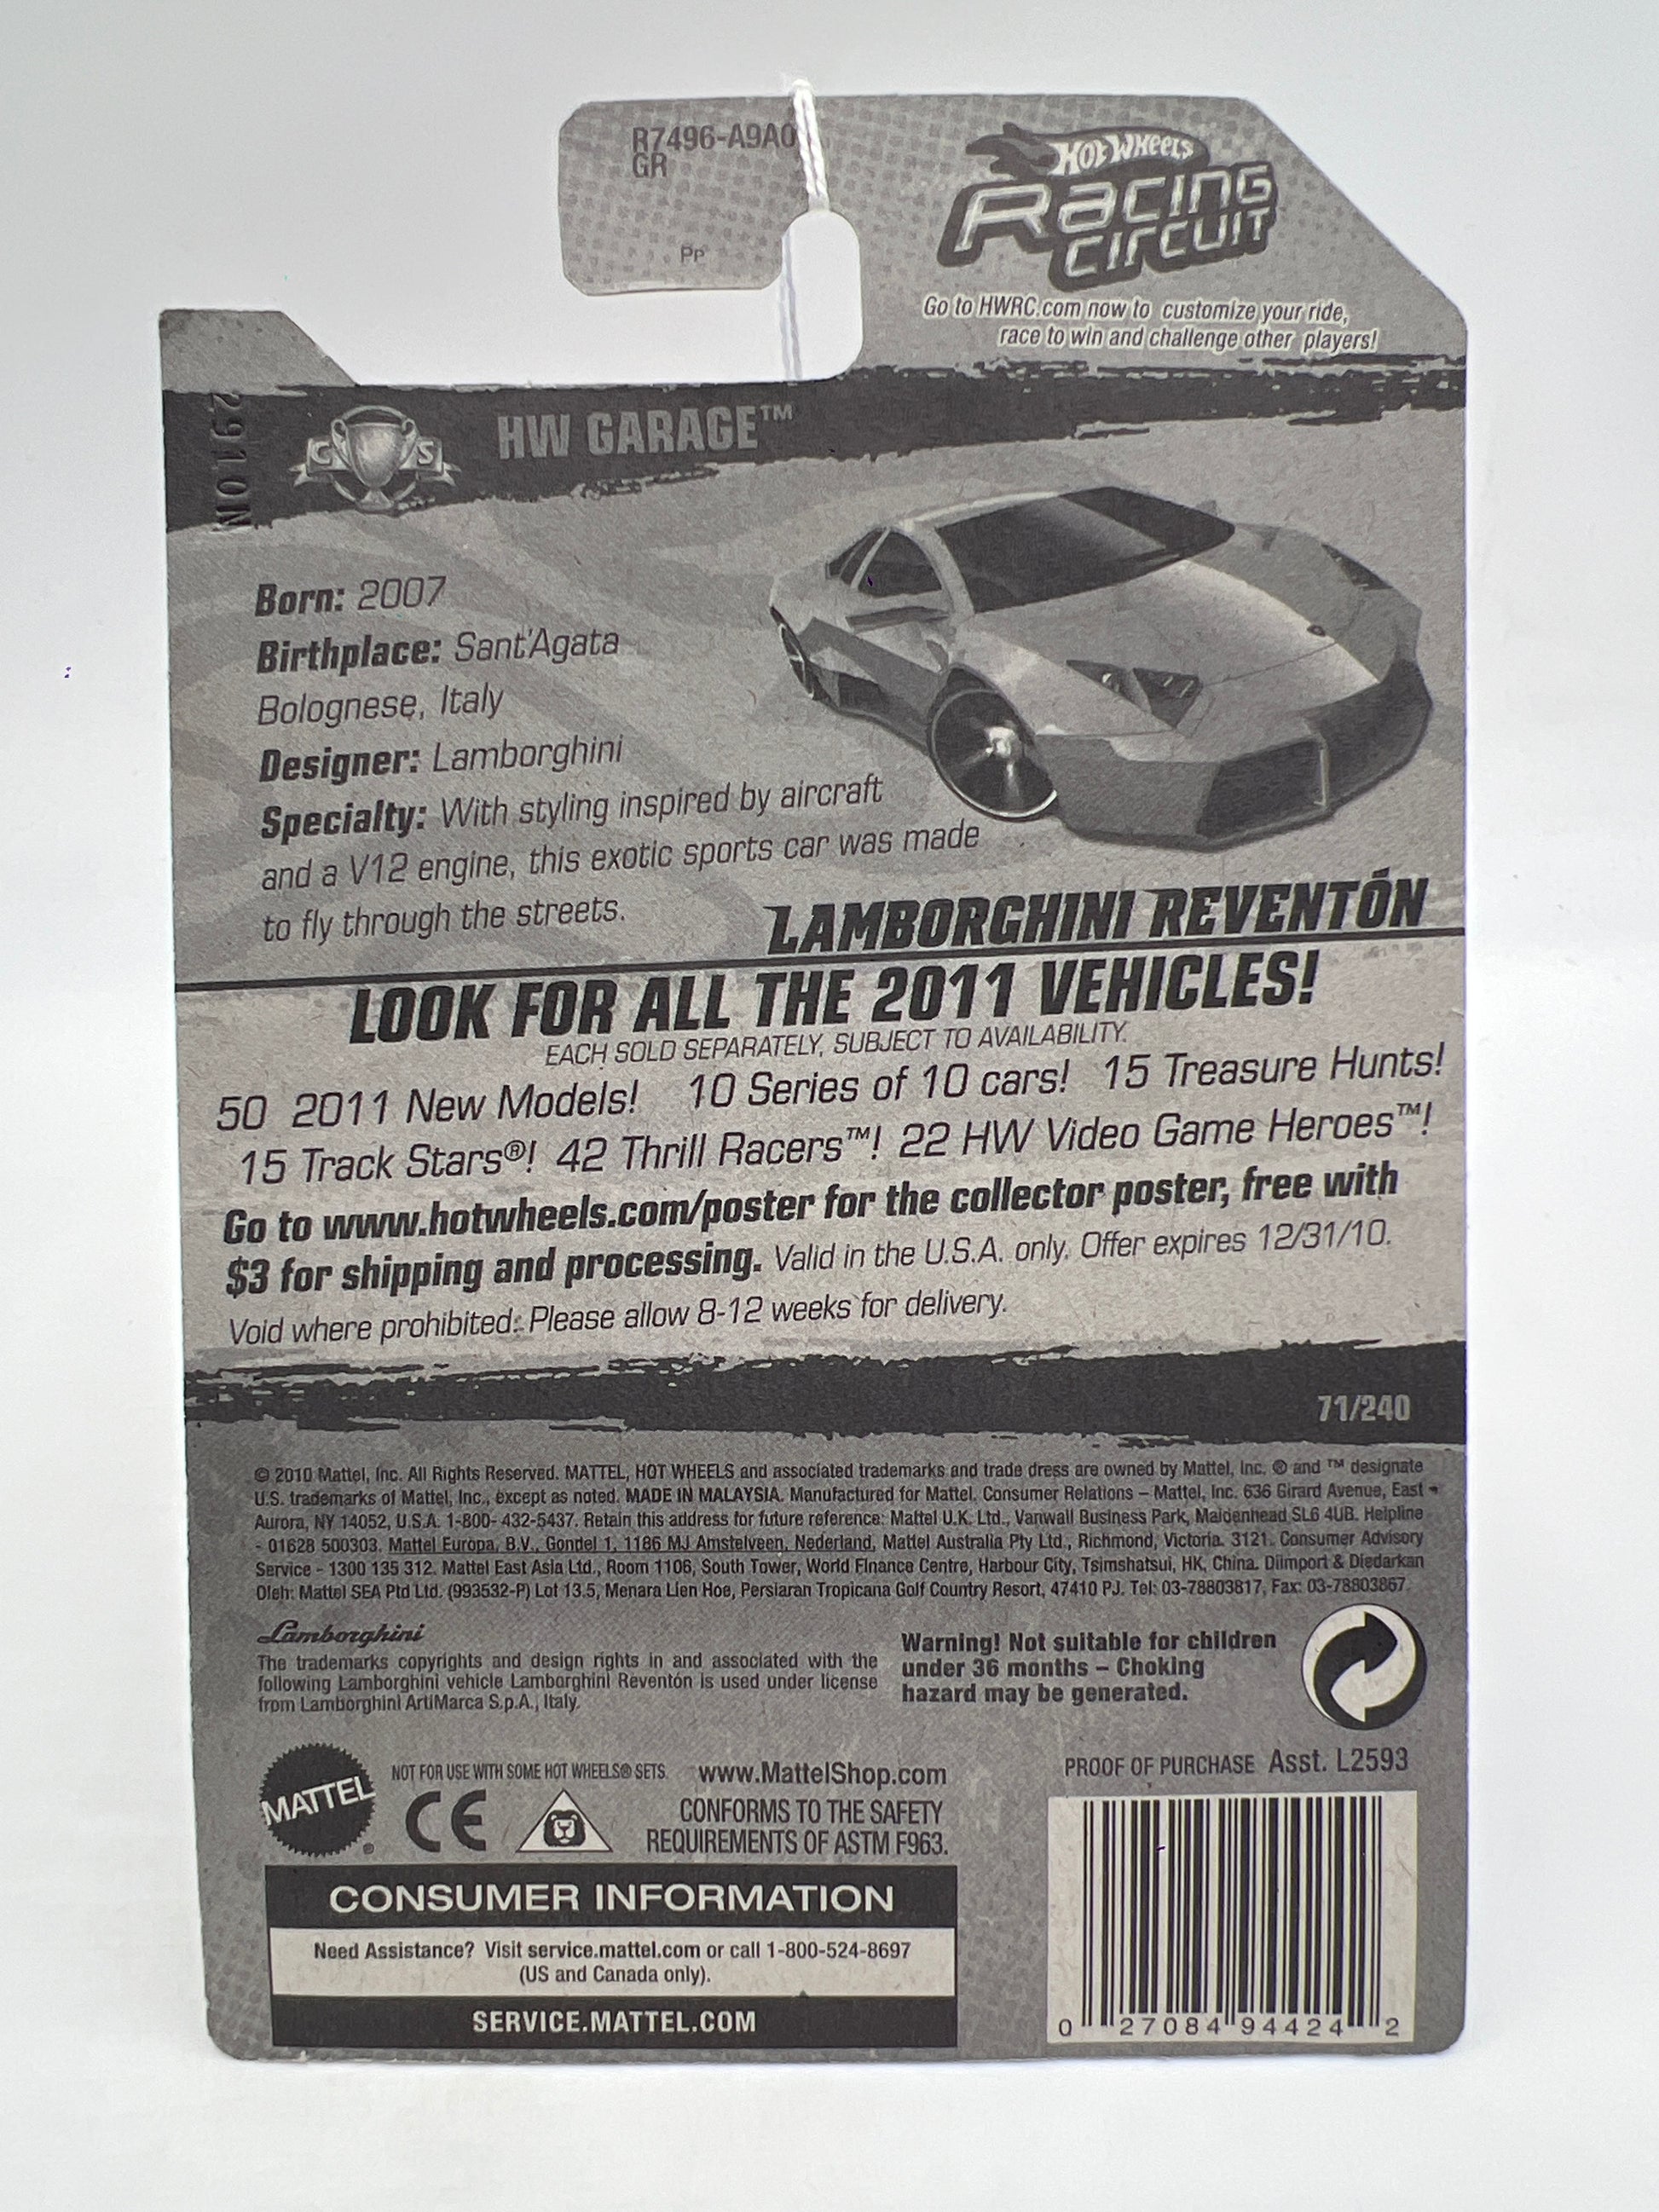 R7496-A9A0
GR
Pp
HOT WHEELS
RACING
CIRCUIT
Go to HWRC.com now to customize your ride,
race to win and challenge other players!
2910N
C S
HW GARAGE™
Born: 2007
Birthplace: Sant'Agata
Bolognese, Italy
Designer: Lamborghini
Specialty: With styling inspired by aircraft
and a V12 engine, this exotic sports car was made
to fly through the streets.
LAMBORGHINI REVENTÓN
LOOK FOR ALL THE 2011 VEHICLES!
EACH SOLD SEPARATELY, SUBJECT TO AVAILABILITY.
50 2011 New Models! 10 Series of 10 cars! 15 Treasure Hunts!
15 Track Stars®! 42 Thrill Racers™! 22 HW Video Game Heroes™!
Go to www.hotwheels.com/poster for the collector poster, free with
$3 for shipping and processing. Valid in the U.S.A. only. Offer expires 12/31/10.
Void where prohibited. Please allow 8-12 weeks for delivery.
71/240
© 2010 Mattel, Inc. All Rights Reserved. MATTEL, HOT WHEELS and associated trademarks and trade dress are owned by Mattel, Inc. ® and ™ designate
U.S. trademarks of Mattel, Inc., except as noted. MADE IN MALAYSIA. Manufactured for Mattel. Consumer Relations – Mattel, Inc. 636 Girard Avenue, East
Aurora, NY 14052, U.S.A. 1-800-432-5437. Retain this address for future reference: Mattel U.K. Ltd., Vanwall Business Park, Maidenhead SL6 4UB. Helpline
- 01628 500303. Mattel Europa, B.V., Gondel 1, 1186 MJ Amstelveen, Nederland, Mattel Australia Pty Ltd., Richmond, Victoria. 3121. Consumer Advisory
Service - 1300 135 312. Mattel East Asia Ltd., Room 1106, South Tower, World Finance Centre, Harbour City, Tsimshatsui, HK, China. Diimport & Diedarkan
Oleh: Mattel SEA Ptd Ltd. (993532-P) Lot 13.5, Menara Lien Hoe, Persiaran Tropicana Golf Country Resort, 47410 PJ. Tel: 03-78803817, Fax: 03-78803867.
Lamborghini
The trademarks copyrights and design rights in and associated with the
following Lamborghini vehicle Lamborghini Reventón is used under license
from Lamborghini ArtiMarca S.p.A., Italy.
Warning! Not suitable for children
under 36 months – Choking
hazard may be generated.
MATTEL®
NOT FOR USE WITH SOME HOT WHEELS® SETS.
www.MattelShop.com
CE
CONFORMS TO THE SAFETY
REQUIREMENTS OF ASTM F963.
PROOF OF PURCHASE Asst. L2593
CONSUMER INFORMATION
Need Assistance? Visit service.mattel.com or call 1-800-524-8697
(US and Canada only).
SERVICE.MATTEL.COM
0 27084 94424 2